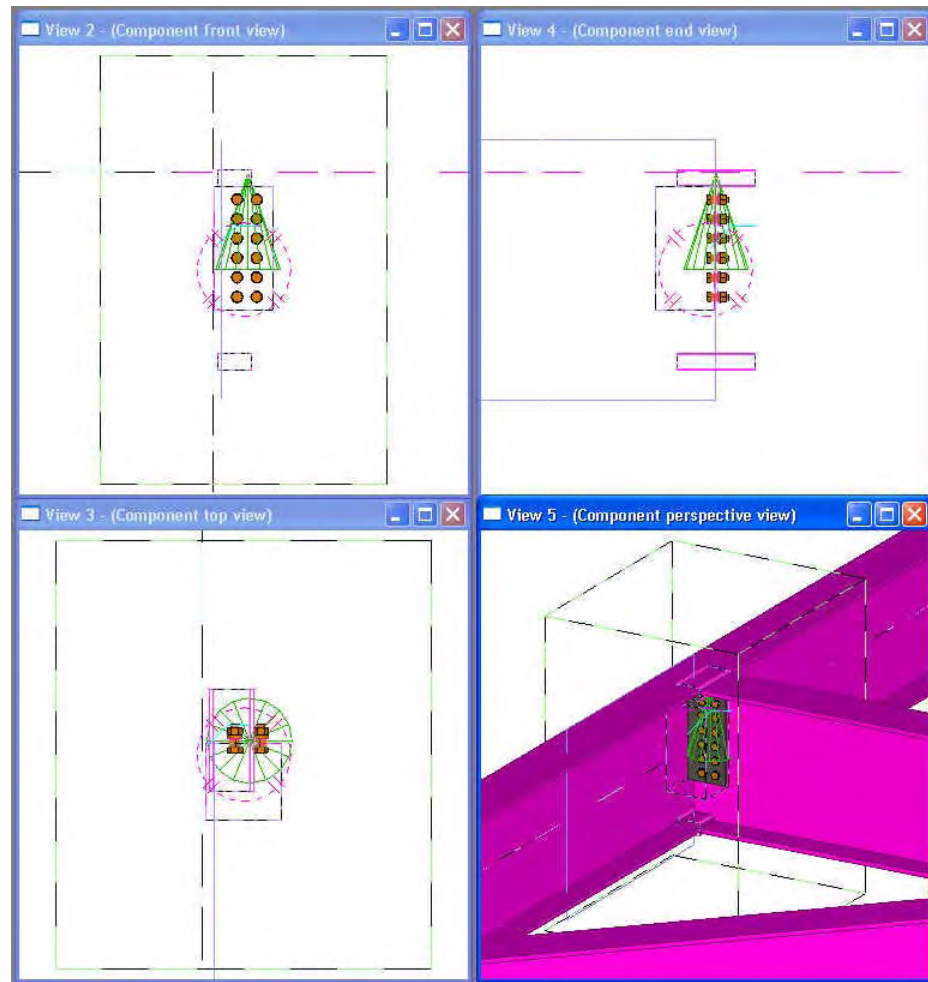 View 2 - (Component front view)
View 4 - (Component end view)
View 3 - (Component top view)
View 5 - (Component perspective view)